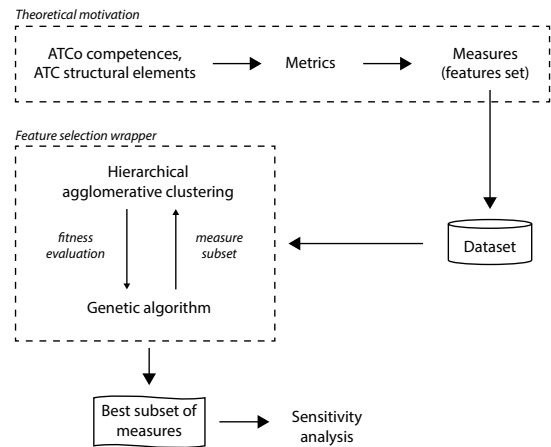 Theoretical motivation
ATCo competences,
ATC structural elements
Metrics
Measures
(features set)
Feature selection wrapper
Hierarchical
agglomerative clustering
fitness
evaluation
measure
subset
Genetic algorithm
Dataset
Best subset of
measures
Sensitivity
analysis